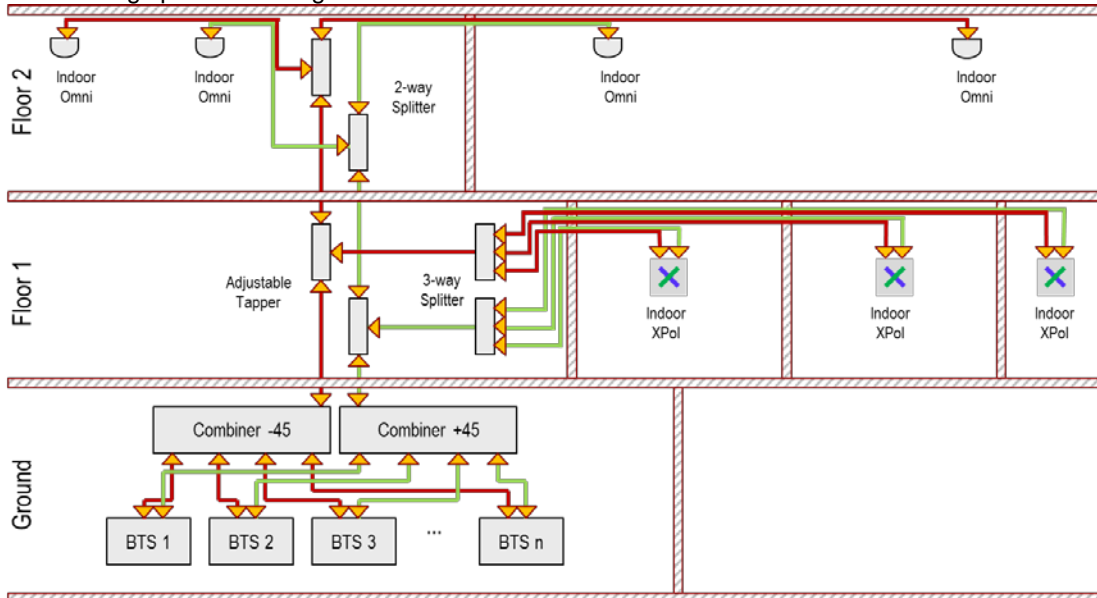 Floor 2
Indoor
Omni
Indoor
Omni
2-way
Splitter
Indoor
Omni
Indoor
Omni
Floor 1
Adjustable
Tapper
3-way
Splitter
Indoor
XPol
Indoor
XPol
Indoor
XPol
Ground
Combiner -45
Combiner +45
BTS 1
BTS 2
BTS 3
...
BTS n